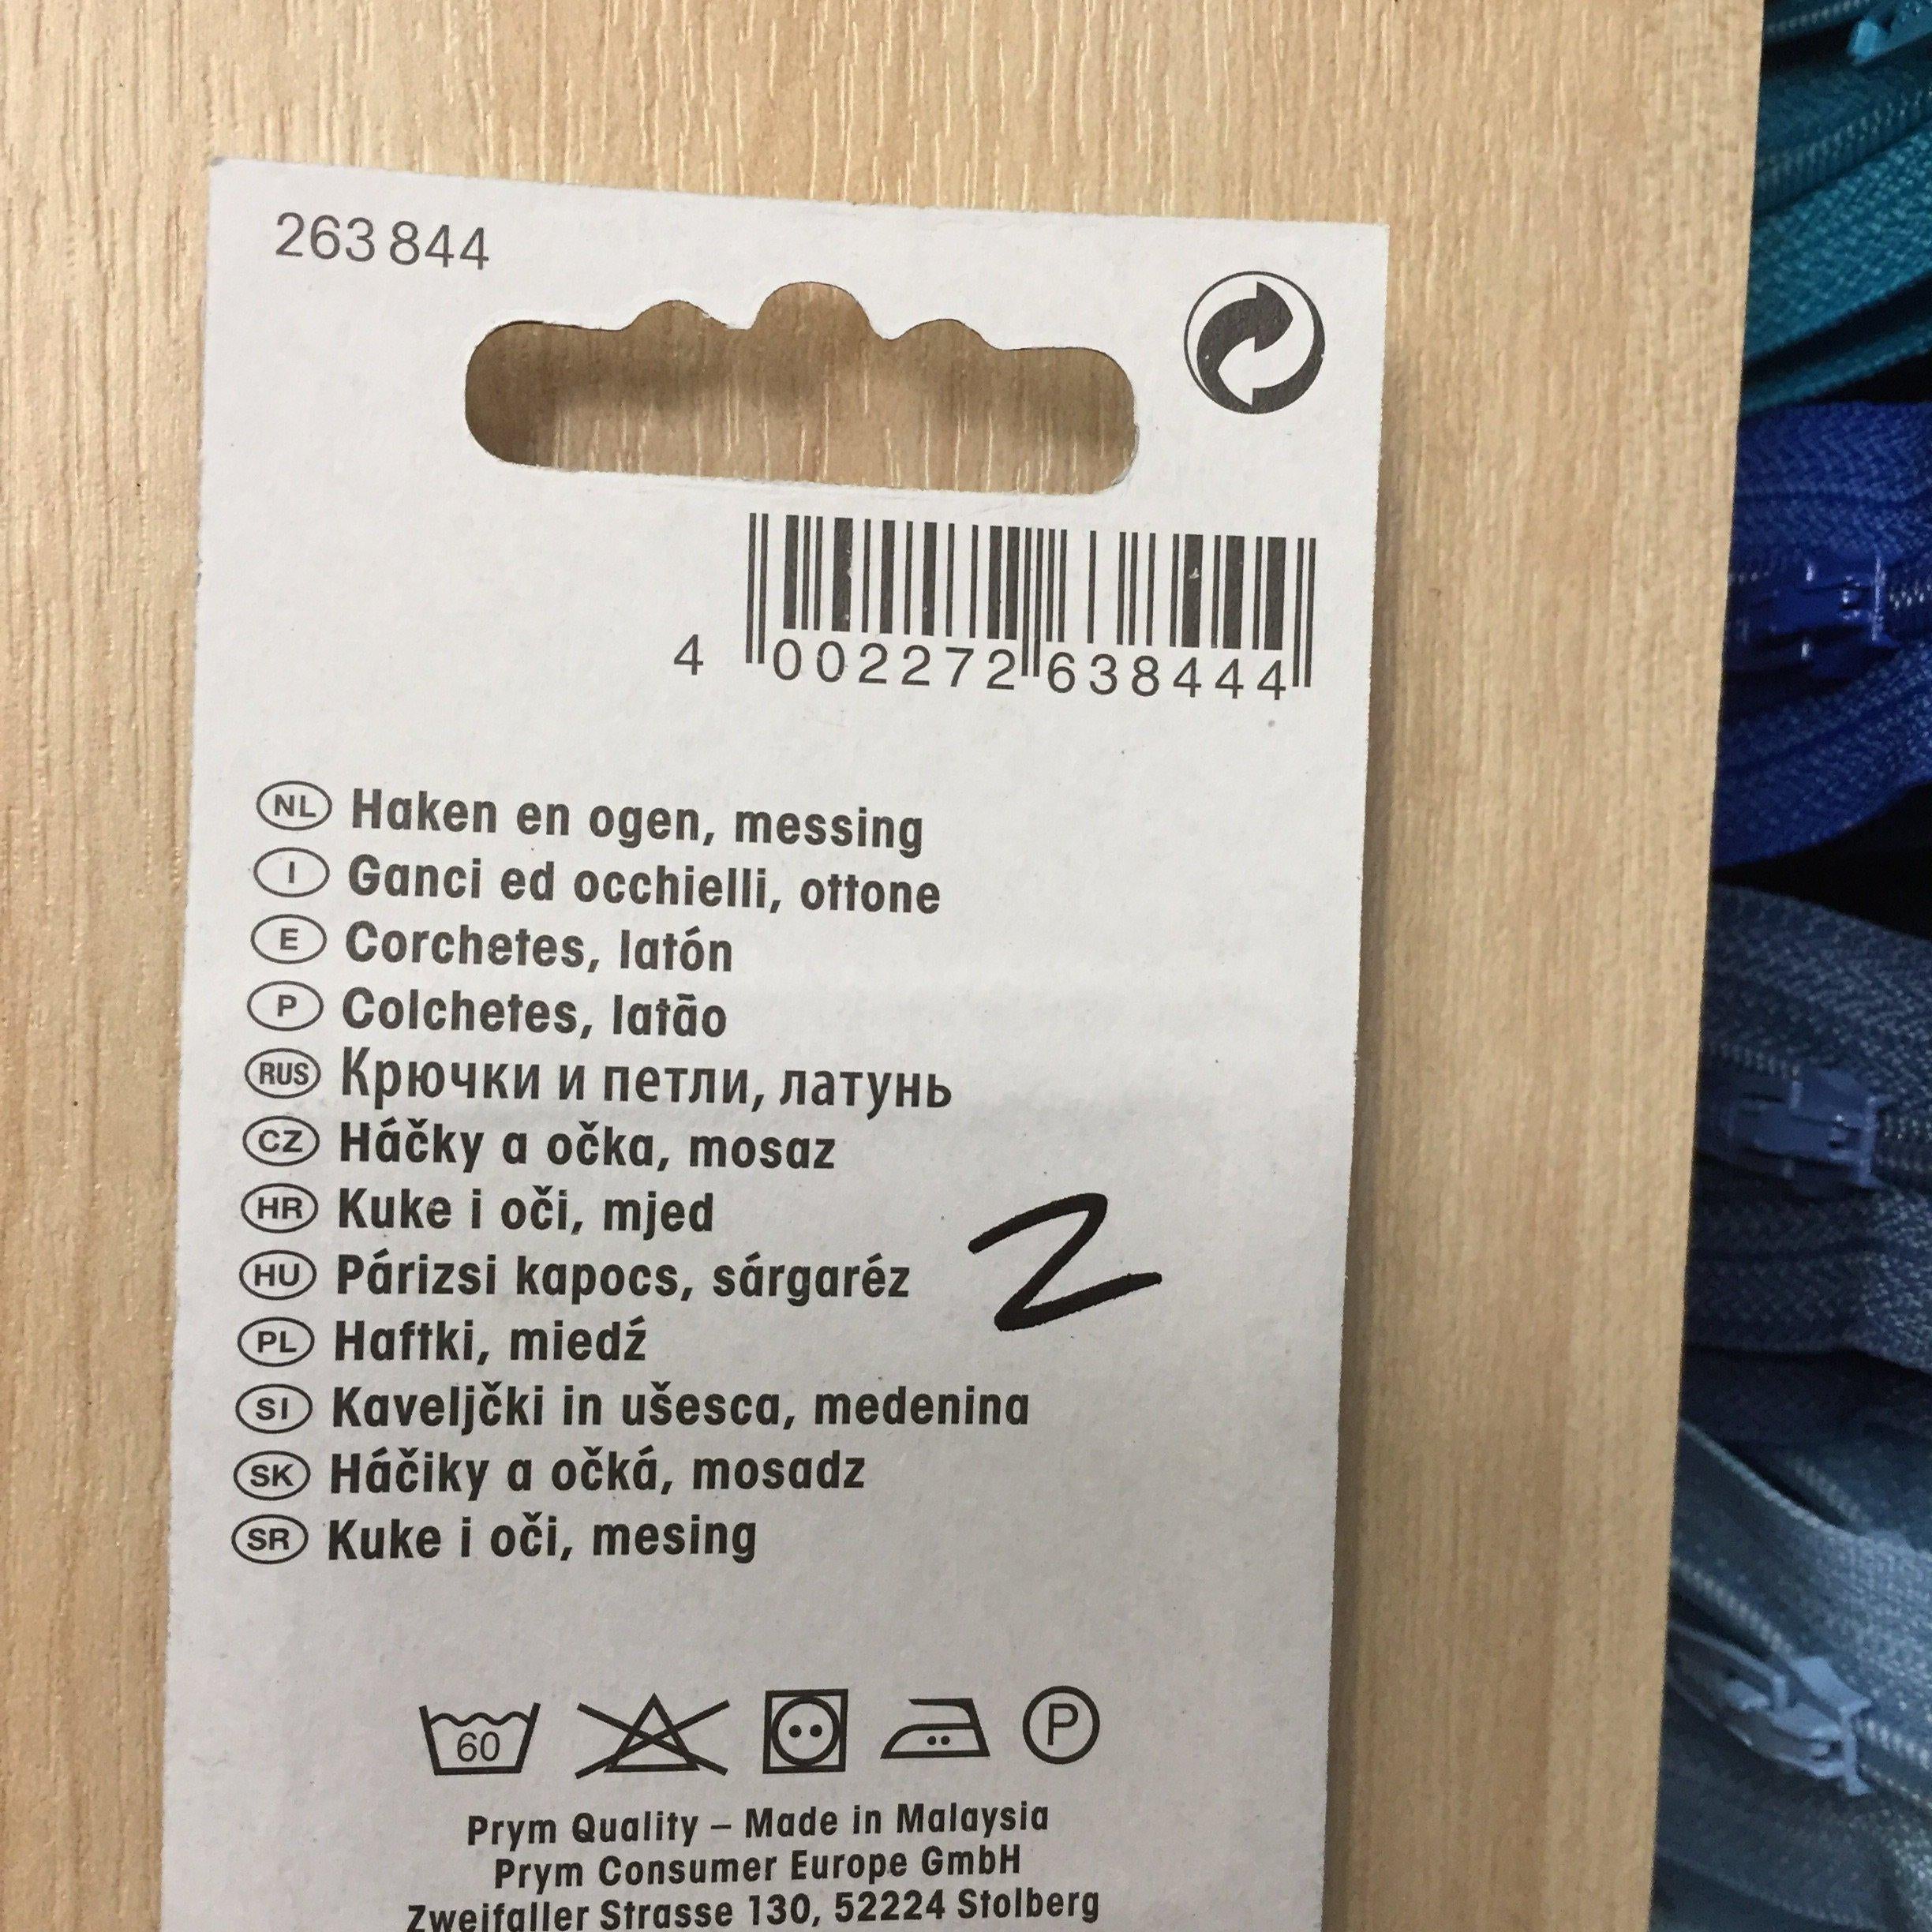 263 844
4 002272 638444
NL Haken en ogen, messing
I Ganci ed occhielli, ottone
E Corchetes, latón
P Colchetes, latão
RUS Крючки и петли, латунь
CZ Háčky a očka, mosaz
HR Kuke i oči, mjed
2
HU Párizsi kapocs, sárgaréz
PL Haftki, miedź
SI Kaveljčki in ušesca, medenina
SK Háčiky a očká, mosadz
SR Kuke i oči, mesing
60 P
Prym Quality – Made in Malaysia
Prym Consumer Europe GmbH
Zweifaller Strasse 130, 52224 Stolberg